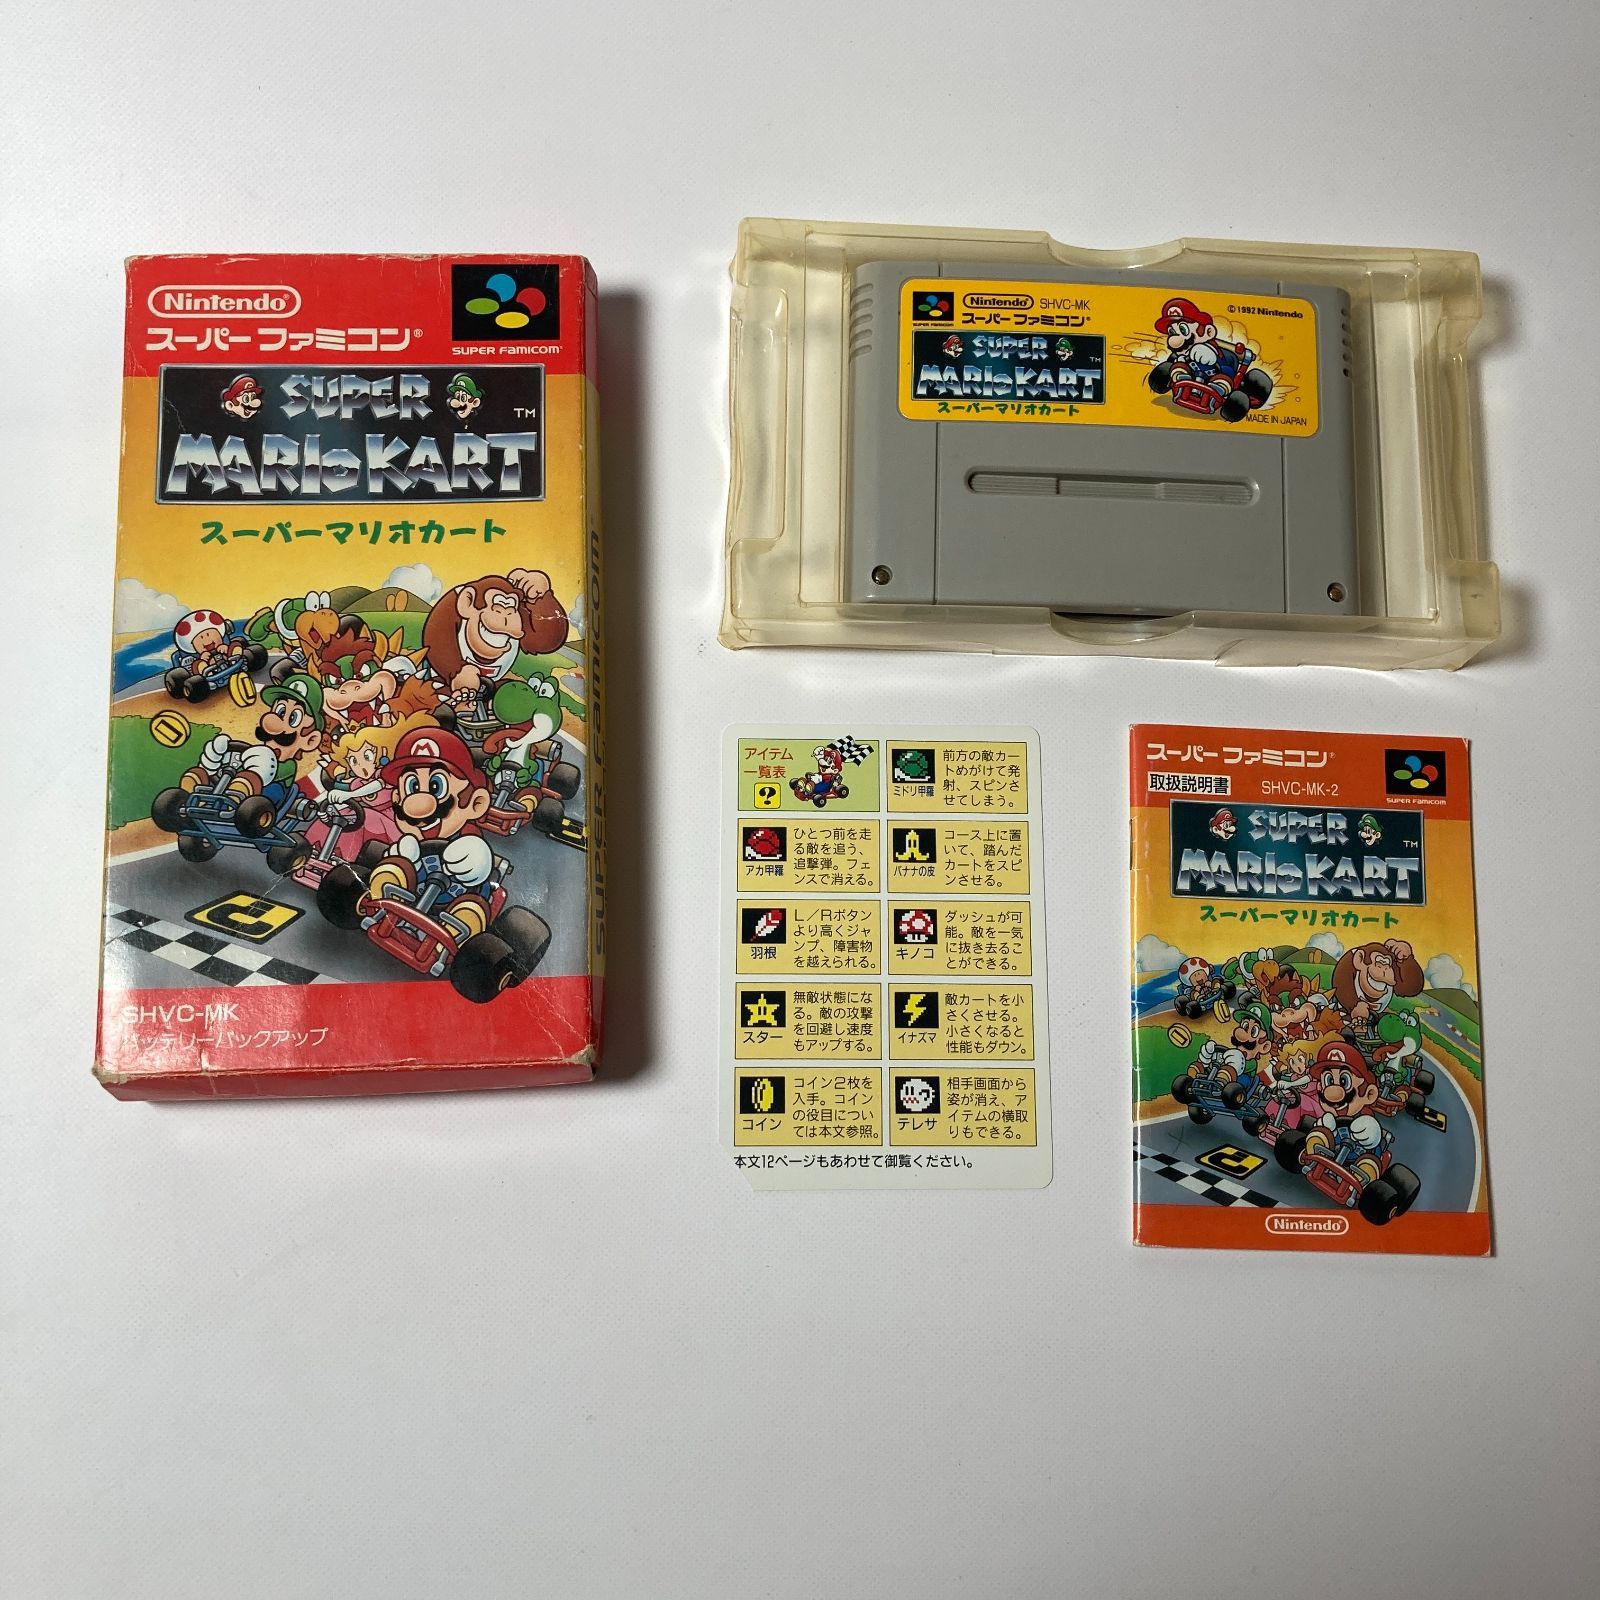 Nintendo
スーパーファミコン®
SUPER FAMICOM
SUPER
MARIO KART
TM
スーパーマリオカート
SHVC-MK
バッテリーバックアップ
SUPER FAMICOM
SUPER FAMICOM
Nintendo
SHVC-MK
スーパーファミコン®
SUPER
MARIO KART
TM
スーパーマリオカート
© 1992 Nintendo
MADE IN JAPAN
アイテム
一覧表
?
ミドリ甲羅
前方の敵カー
トめがけて発
射、スピンさ
せてしまう。
アカ甲羅
ひとつ前を走
る敵を追う、
追撃弾。フェ
ンスで消える。
バナナの皮
コース上に置
いて、踏んだ
カートをスピ
ンさせる。
羽根
L/Rボタン
より高くジャ
ンプ、障害物
を越えられる。
キノコ
ダッシュが可
能。敵を一気
に抜き去るこ
とができる。
スター
無敵状態にな
る。敵の攻撃
を回避し速度
もアップする。
イナズマ
敵カートを小
さくさせる。
小さくなると
性能もダウン。
コイン
コイン2枚を
入手。コイン
の役目につい
ては本文参照。
テレサ
相手画面から
姿が消え、ア
イテムの横取
りもできる。
本文12ページもあわせて御覧ください。
スーパーファミコン®
取扱説明書
SHVC-MK-2
SUPER FAMICOM
SUPER
MARIO KART
TM
スーパーマリオカート
Nintendo